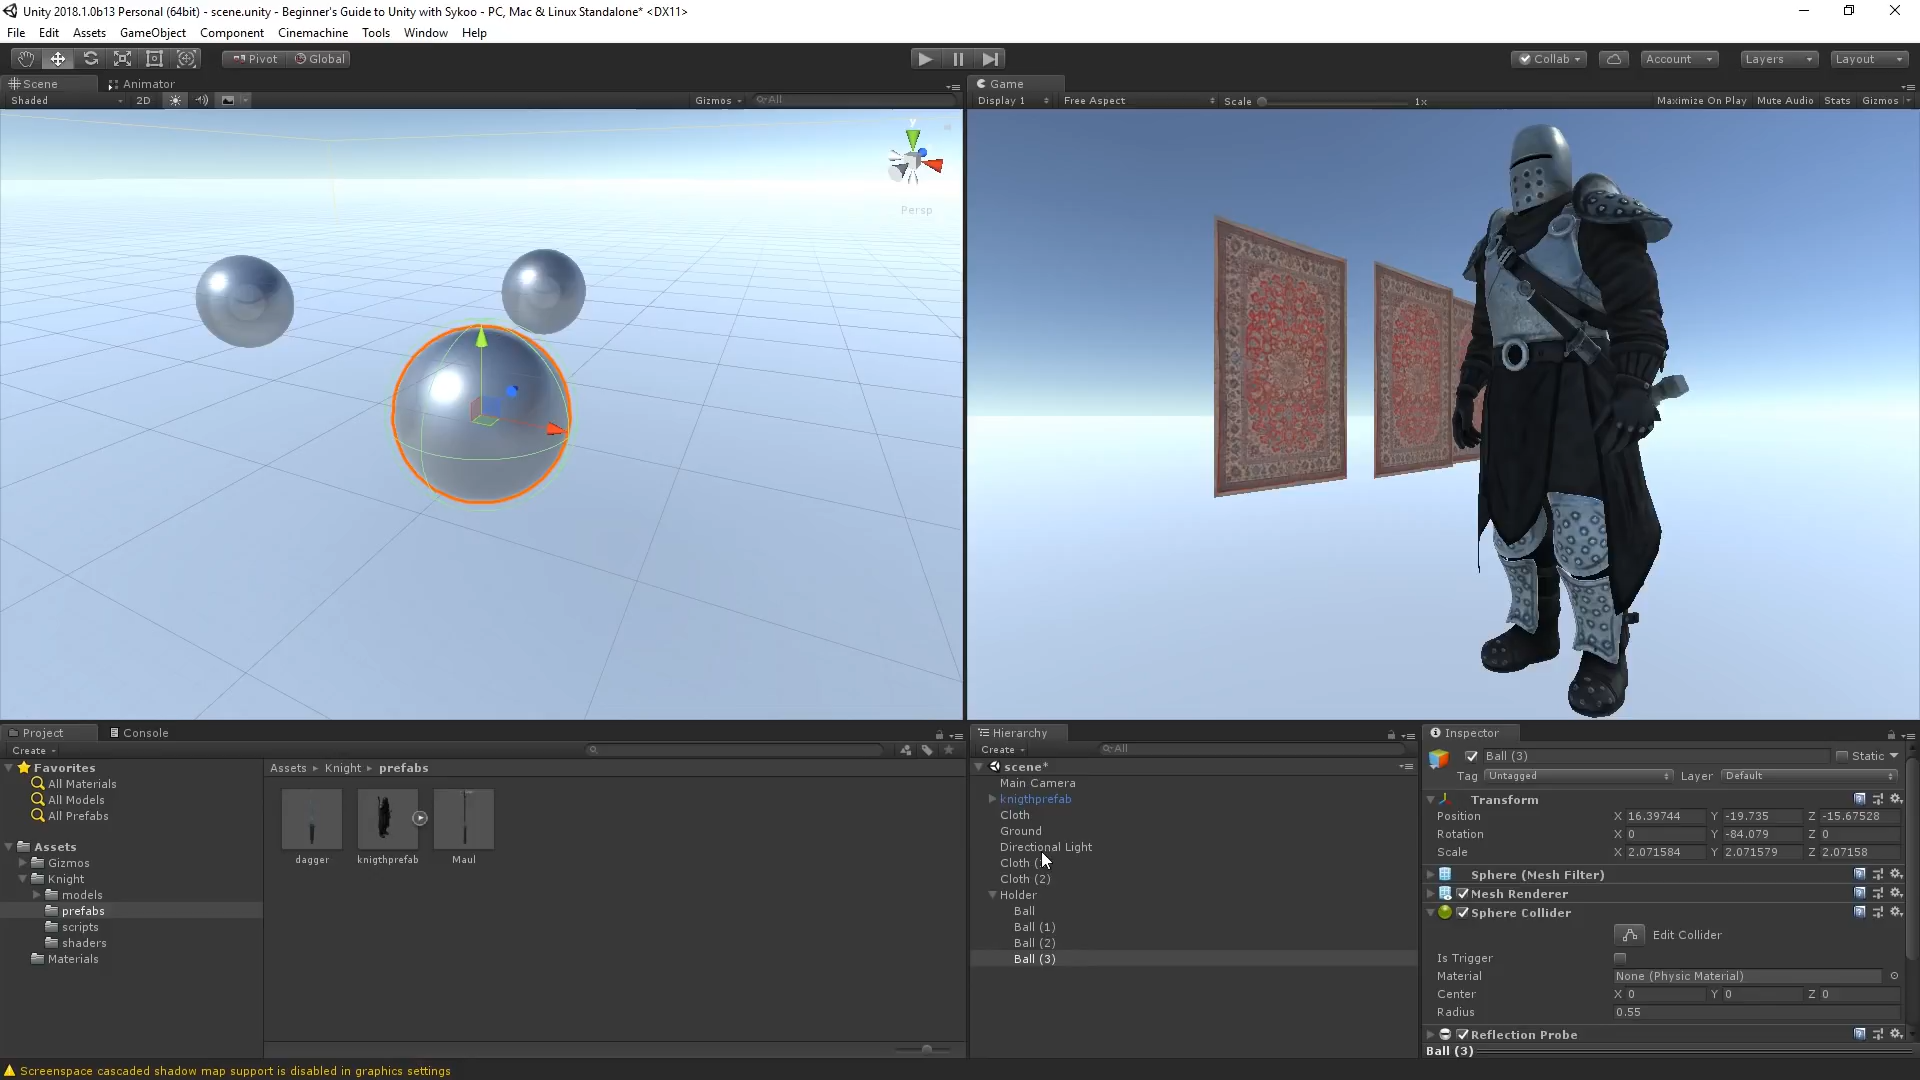 Unity 2018.1.0b13 Personal (64bit) - scene.unity - Beginner's Guide to Unity with Sykoo - PC, Mac & Linux Standalone* <DX11>
File Edit Assets GameObject Component Cinemachine Tools Window Help
Pivot Global Collab Account Layers Layout
Scene Animator
Shaded 2D Gizmos All
y
Persp
Game
Display 1 Free Aspect Scale 1x Maximize On Play Mute Audio Stats Gizmos
Project Console
Create
Favorites
All Materials
All Models
All Prefabs
Assets
Gizmos
Knight
models
prefabs
scripts
shaders
Materials
Assets Knight prefabs
dagger knigthprefab Maul
Hierarchy
Create All
scene*
Main Camera
knigthprefab
Cloth
Ground
Directional Light
Cloth
Cloth (2)
Holder
Ball
Ball (1)
Ball (2)
Ball (3)
Inspector
Ball (3) Static
Tag Untagged Layer Default
Transform
Position X 16.39744 Y -19.735 Z -15.67528
Rotation X 0 Y -84.079 Z 0
Scale X 2.071584 Y 2.071579 Z 2.07158
Sphere (Mesh Filter)
Mesh Renderer
Sphere Collider
Edit Collider
Is Trigger
Material None (Physic Material)
Center X 0 Y 0 Z 0
Radius 0.55
Reflection Probe
Ball (3)
Screenspace cascaded shadow map support is disabled in graphics settings